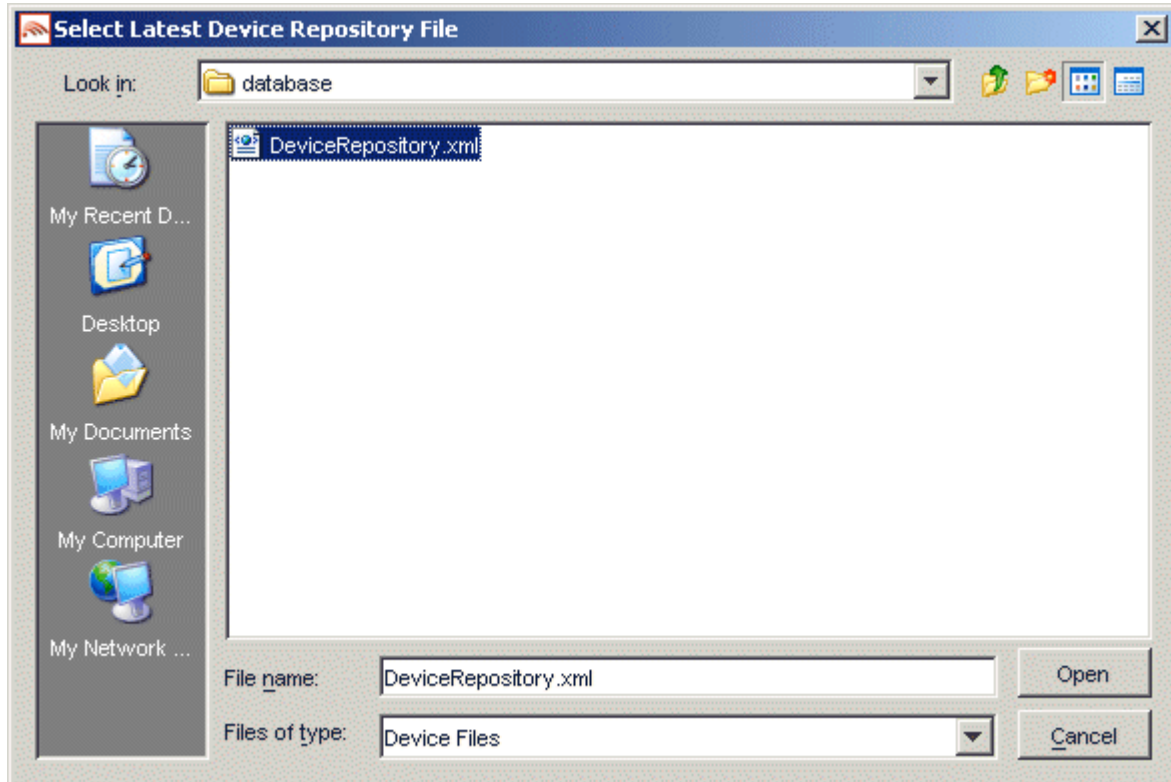 Select Latest Device Repository File
Look in:
database
DeviceRepository.xml
My Recent D...
Desktop
My Documents
My Computer
My Network ...
File name:
DeviceRepository.xml
Open
Files of type:
Device Files
Cancel